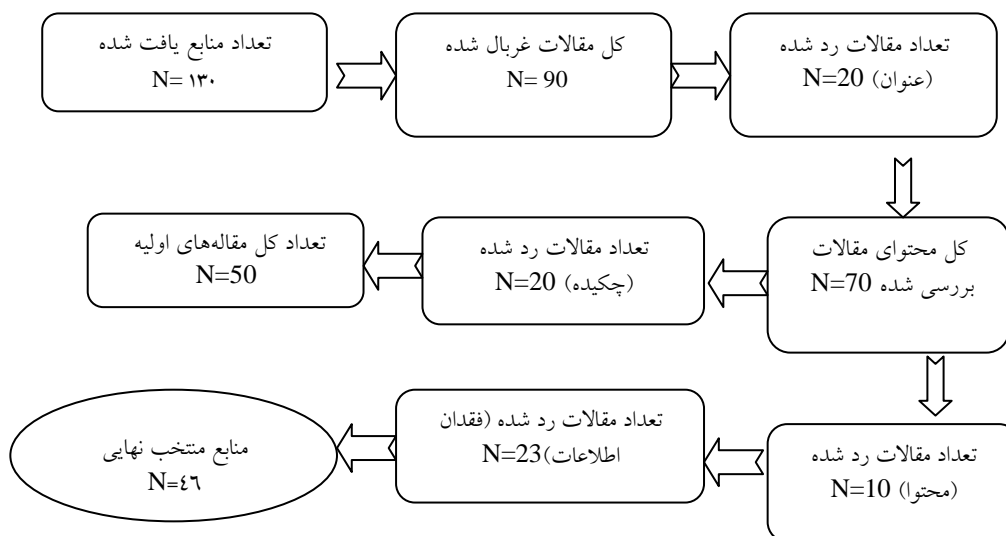 تعداد منابع یافت شده
N= ۱۳۰
کل مقالات غربال شده
N= 90
تعداد مقالات رد شده
(عنوان) N=20
کل محتوای مقالات
بررسی شده N=70
تعداد مقالات رد شده
(چکیده) N=20
تعداد کل مقاله‌های اولیه
N=50
تعداد مقالات رد شده
(محتوا) N=10
تعداد مقالات رد شده (فقدان
اطلاعات)N=23
منابع منتخب نهایی
N=٤٦